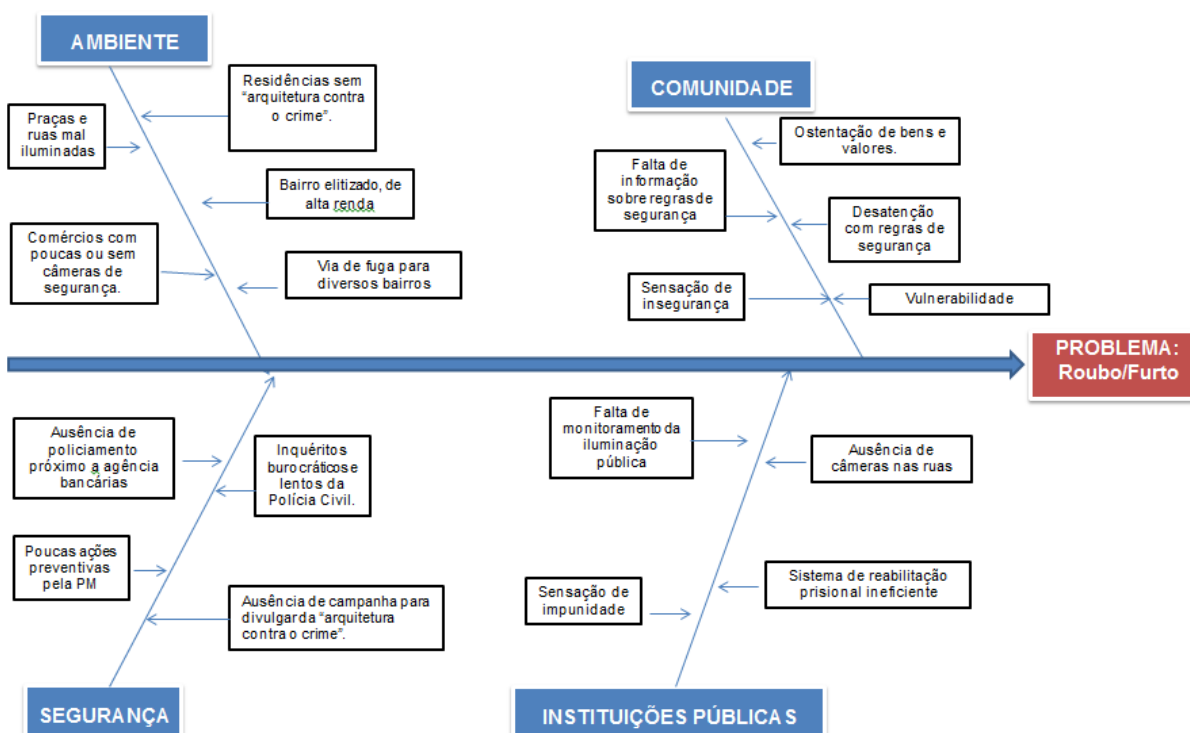 AMBIENTE
Residências sem
“arquitetura contra
o crime”.
Praças e
ruas mal
iluminadas
Bairro elitizado, de
alta renda
Comércios com
poucas ou sem
câmeras de
segurança.
Via de fuga para
diversos bairros
COMUNIDADE
Ostentação de bens e
valores.
Falta de
informação
sobre regras de
segurança
Desatenção
com regras de
segurança
Sensação de
insegurança
Vulnerabilidade
PROBLEMA:
Roubo/Furto
Ausência de
policiamento
próximo a agência
bancárias
Inquéritos
burocráticos e
lentos da
Polícia Civil.
Poucas ações
preventivas
pela PM
Ausência de campanha para
divulgar da “arquitetura
contra o crime”.
SEGURANÇA
Falta de
monitoramento da
iluminação
pública
Ausência de
câmeras nas ruas
Sistema de reabilitação
prisional ineficiente
Sensação de
impunidade
INSTITUIÇÕES PÚBLICAS